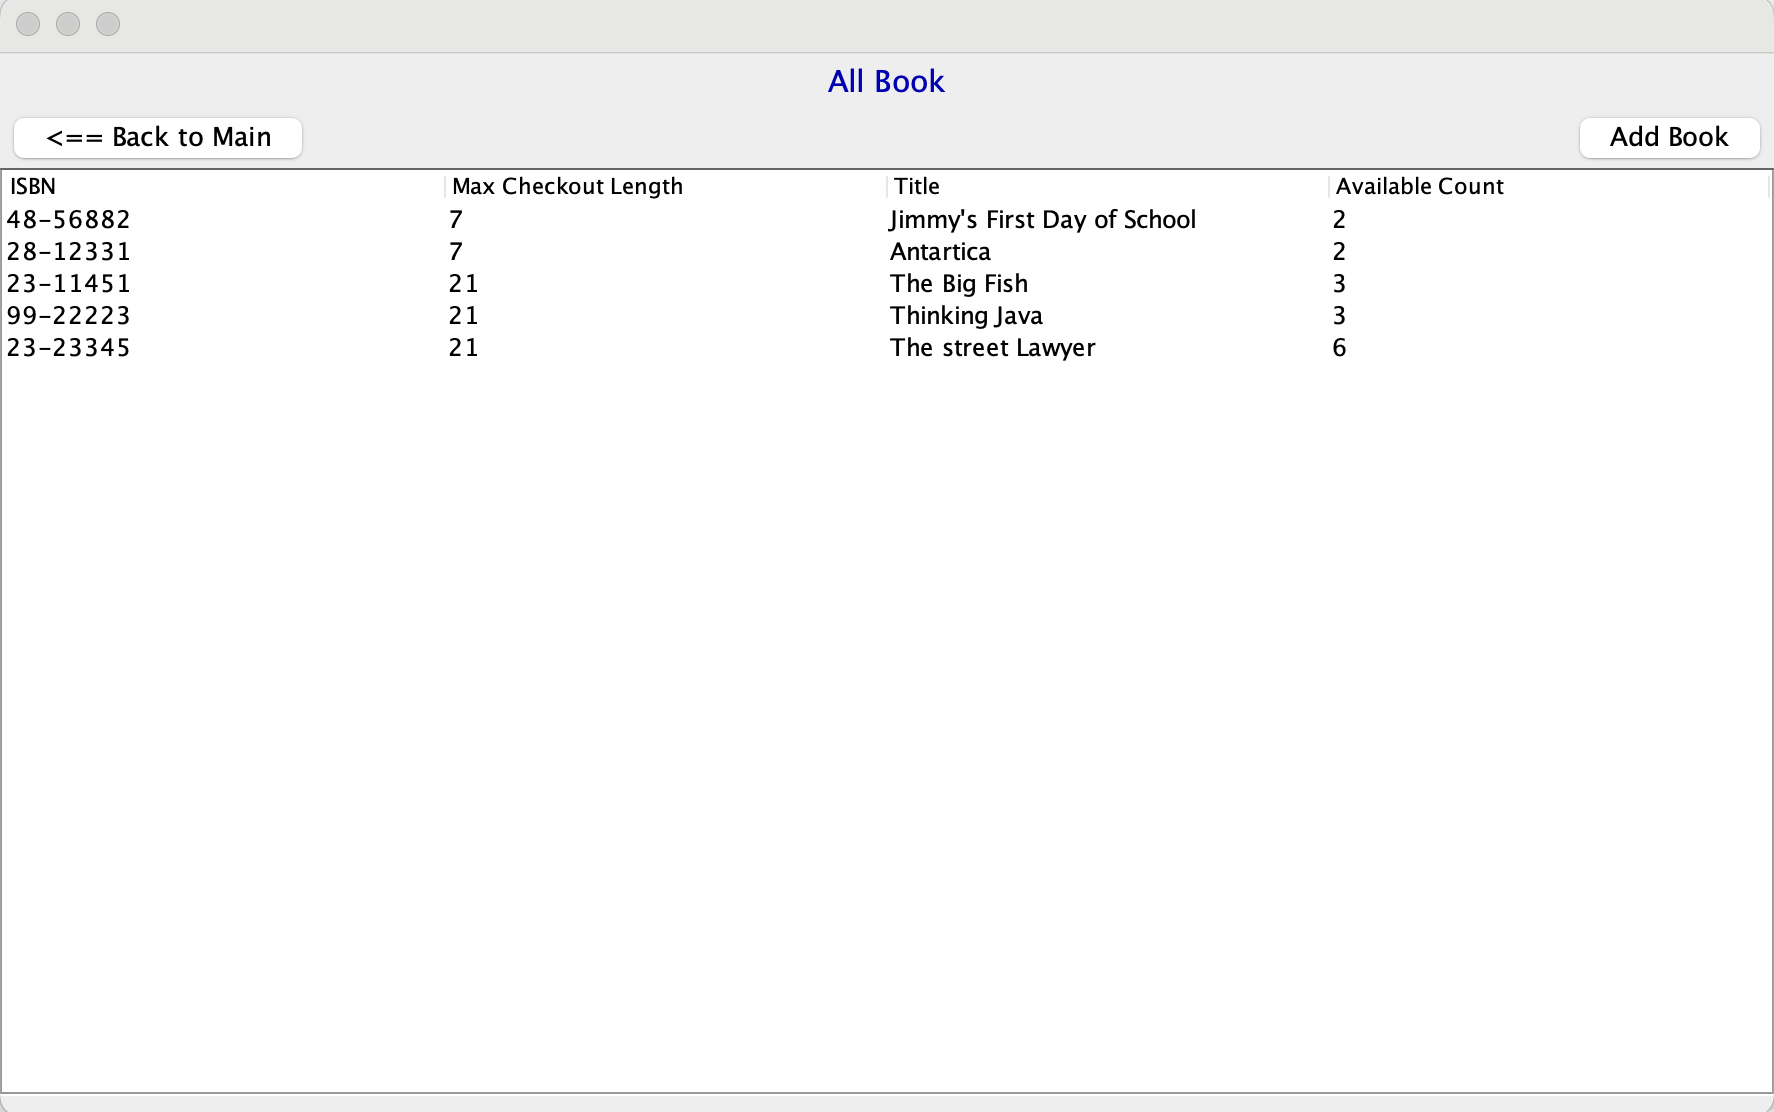 All Book
<== Back to Main Add Book
ISBN Max Checkout Length Title Available Count
48-56882 7 Jimmy's First Day of School 2
28-12331 7 Antartica 2
23-11451 21 The Big Fish 3
99-22223 21 Thinking Java 3
23-23345 21 The street Lawyer 6